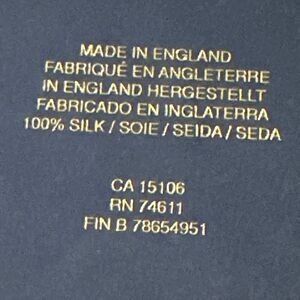 MADE IN ENGLAND
FABRIQUÉ EN ANGLETERRE
IN ENGLAND HERGESTELLT
FABRICADO EN INGLATERRA
100% SILK / SOIE / SEIDA / SEDA
CA 15106
RN 74611
FIN B 78654951